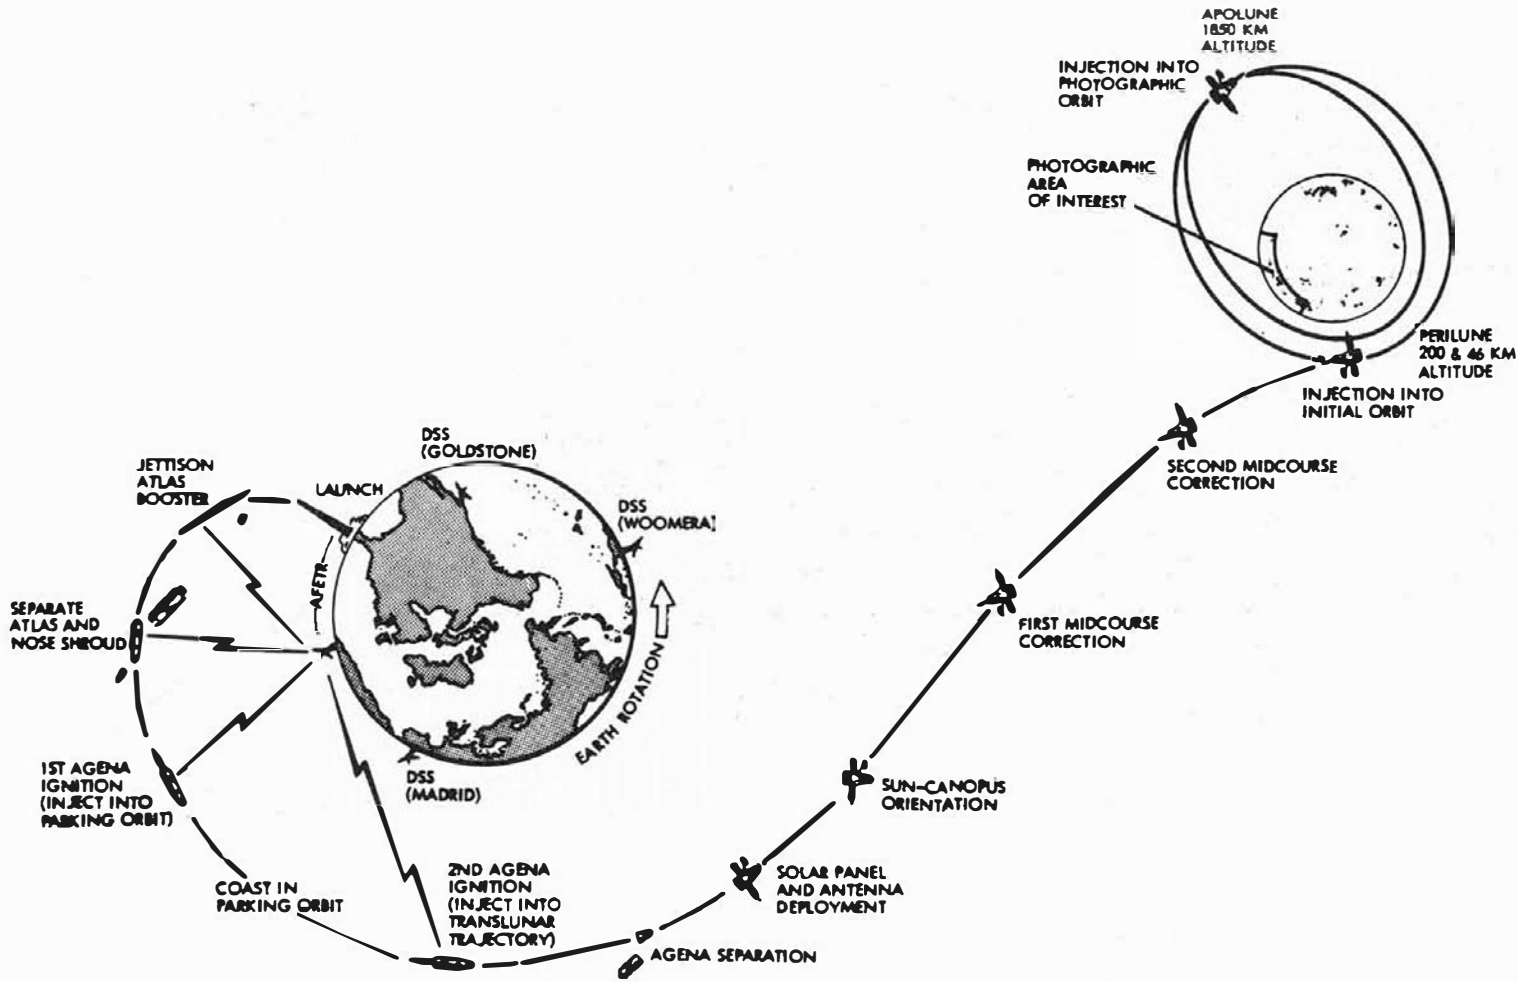 APOLUNE
1850 KM
ALTITUDE
INJECTION INTO
PHOTOGRAPHIC
ORBIT
PHOTOGRAPHIC
AREA
OF INTEREST
PERILUNE
200 & 46 KM
ALTITUDE
INJECTION INTO
INITIAL ORBIT
SECOND MIDCOURSE
CORRECTION
FIRST MIDCOURSE
CORRECTION
SUN-CANOPUS
ORIENTATION
SOLAR PANEL
AND ANTENNA
DEPLOYMENT
AGENA SEPARATION
2ND AGENA
IGNITION
(INJECT INTO
TRANSLUNAR
TRAJECTORY)
COAST IN
PARKING ORBIT
1ST AGENA
IGNITION
(INJECT INTO
PARKING ORBIT)
SEPARATE
ATLAS AND
NOSE SHROUD
JETTISON
ATLAS
BOOSTER
LAUNCH
AFETR
DSS
(GOLDSTONE)
DSS
(WOOMERA)
EARTH ROTATION
DSS
(MADRID)